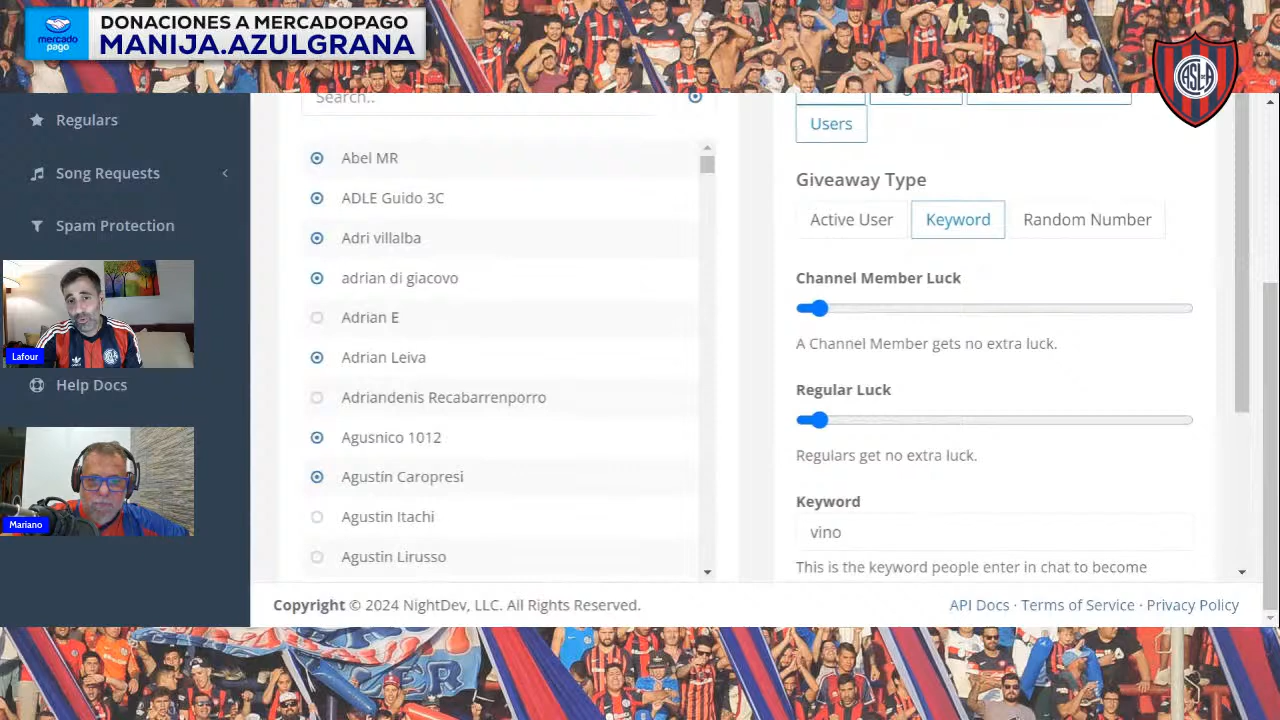 mercado
pago
DONACIONES A MERCADOPAGO
MANIJA.AZULGRANA
CASLA
Regulars
Song Requests
Spam Protection
Lafour
Help Docs
Mariano
Search..
Abel MR
ADLE Guido 3C
Adri villalba
adrian di giacovo
Adrian E
Adrian Leiva
Adriandenis Recabarrenporro
Agusnico 1012
Agustín Caropresi
Agustin Itachi
Agustin Lirusso
Users
Giveaway Type
Active User
Keyword
Random Number
Channel Member Luck
A Channel Member gets no extra luck.
Regular Luck
Regulars get no extra luck.
Keyword
vino
This is the keyword people enter in chat to become
Copyright © 2024 NightDev, LLC. All Rights Reserved.
API Docs · Terms of Service · Privacy Policy